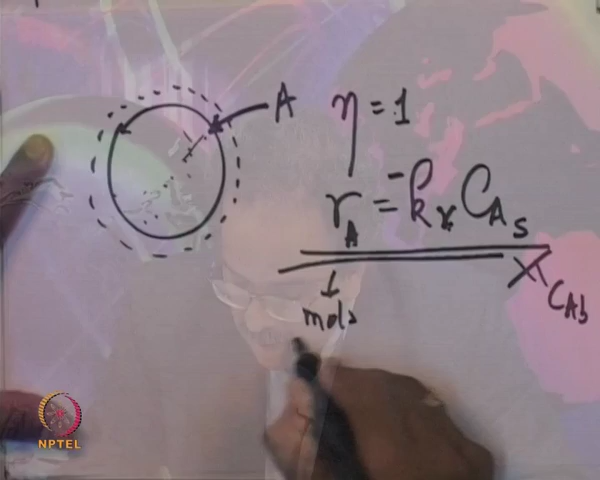 A
η = 1
r_A = -k_r C_As
C_Ab
mols
NPTEL